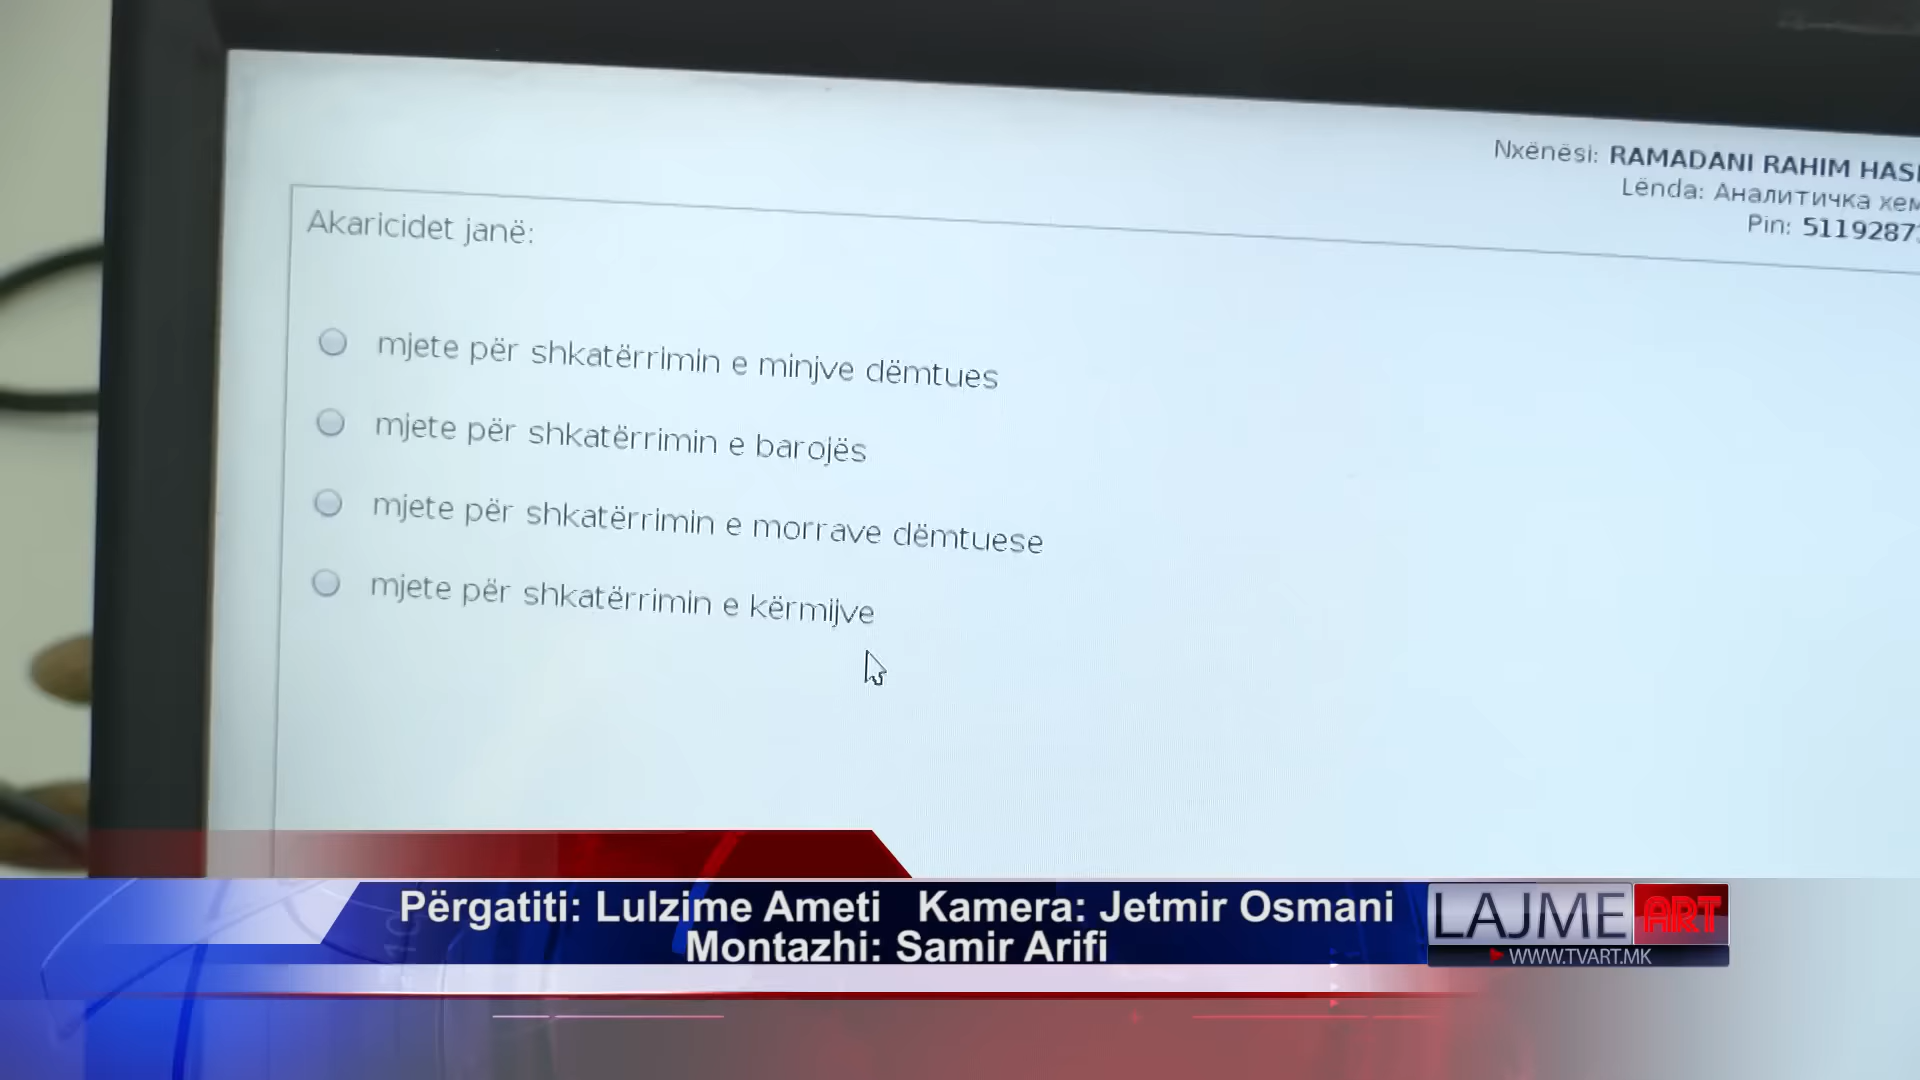 Nxënësi: RAMADANI RAHIM
Lënda: Аналитичка
Pin: 5119287
Akaricidet janë:
mjete për shkatërrimin e minjve dëmtues
mjete për shkatërrimin e barojës
mjete për shkatërrimin e morrave dëmtuese
mjete për shkatërrimin e kërmijve
Përgatiti: Lulzime Ameti Kamera: Jetmir Osmani
Montazhi: Samir Arifi
LAJME ART
WWW.TVART.MK